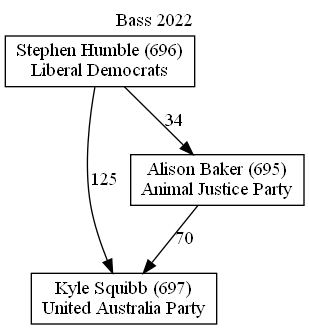 Bass 2022
Stephen Humble (696)
Liberal Democrats
34
Alison Baker (695)
Animal Justice Party
125
70
Kyle Squibb (697)
United Australia Party